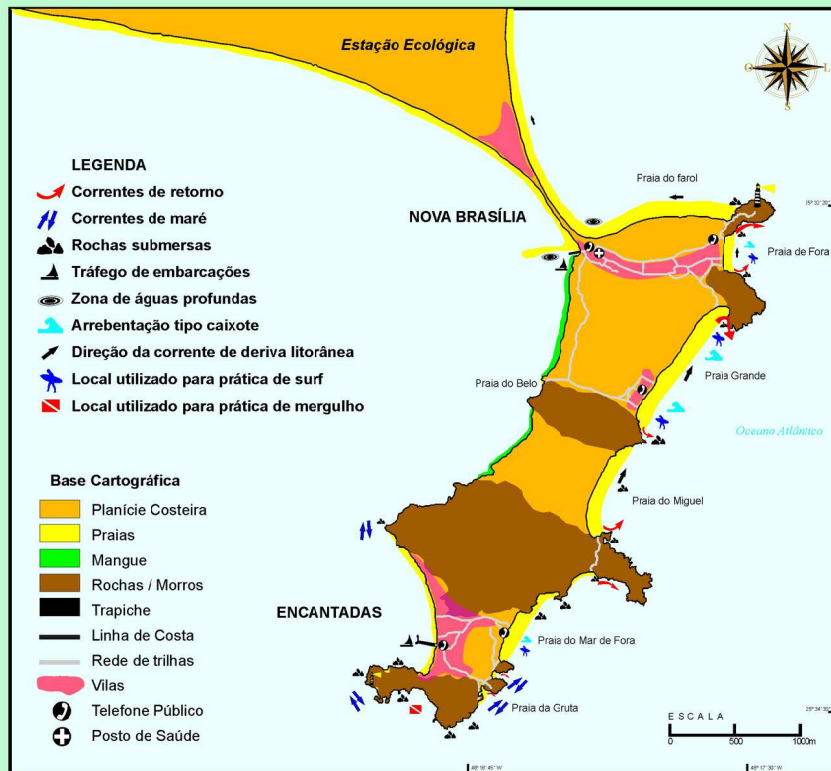 Estação Ecológica
N
O
L
S
LEGENDA
Correntes de retorno
Correntes de maré
Rochas submersas
Tráfego de embarcações
Zona de águas profundas
Arrebentação tipo caixote
Direção da corrente de deriva litorânea
Local utilizado para prática de surf
Local utilizado para prática de mergulho
Praia do farol
NOVA BRASÍLIA
Praia de Fora
Praia Grande
Praia do Belo
Oceano Atlântico
Praia do Miguel
Base Cartográfica
Planície Costeira
Praias
Mangue
Rochas / Morros
Trapiche
Linha de Costa
Rede de trilhas
Vilas
Telefone Público
Posto de Saúde
ENCANTADAS
Praia do Mar de Fora
Praia da Gruta
ESCALA
0 500 1000m